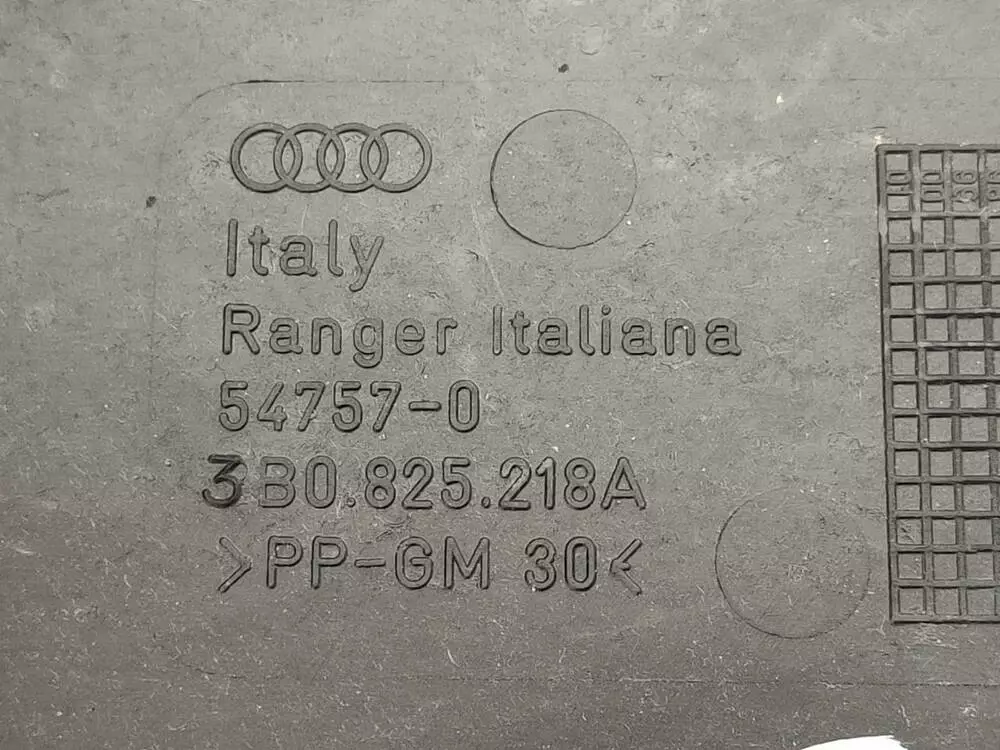 Italy
Ranger Italiana
54757-0
3B0.825.218A
>PP-GM 30<